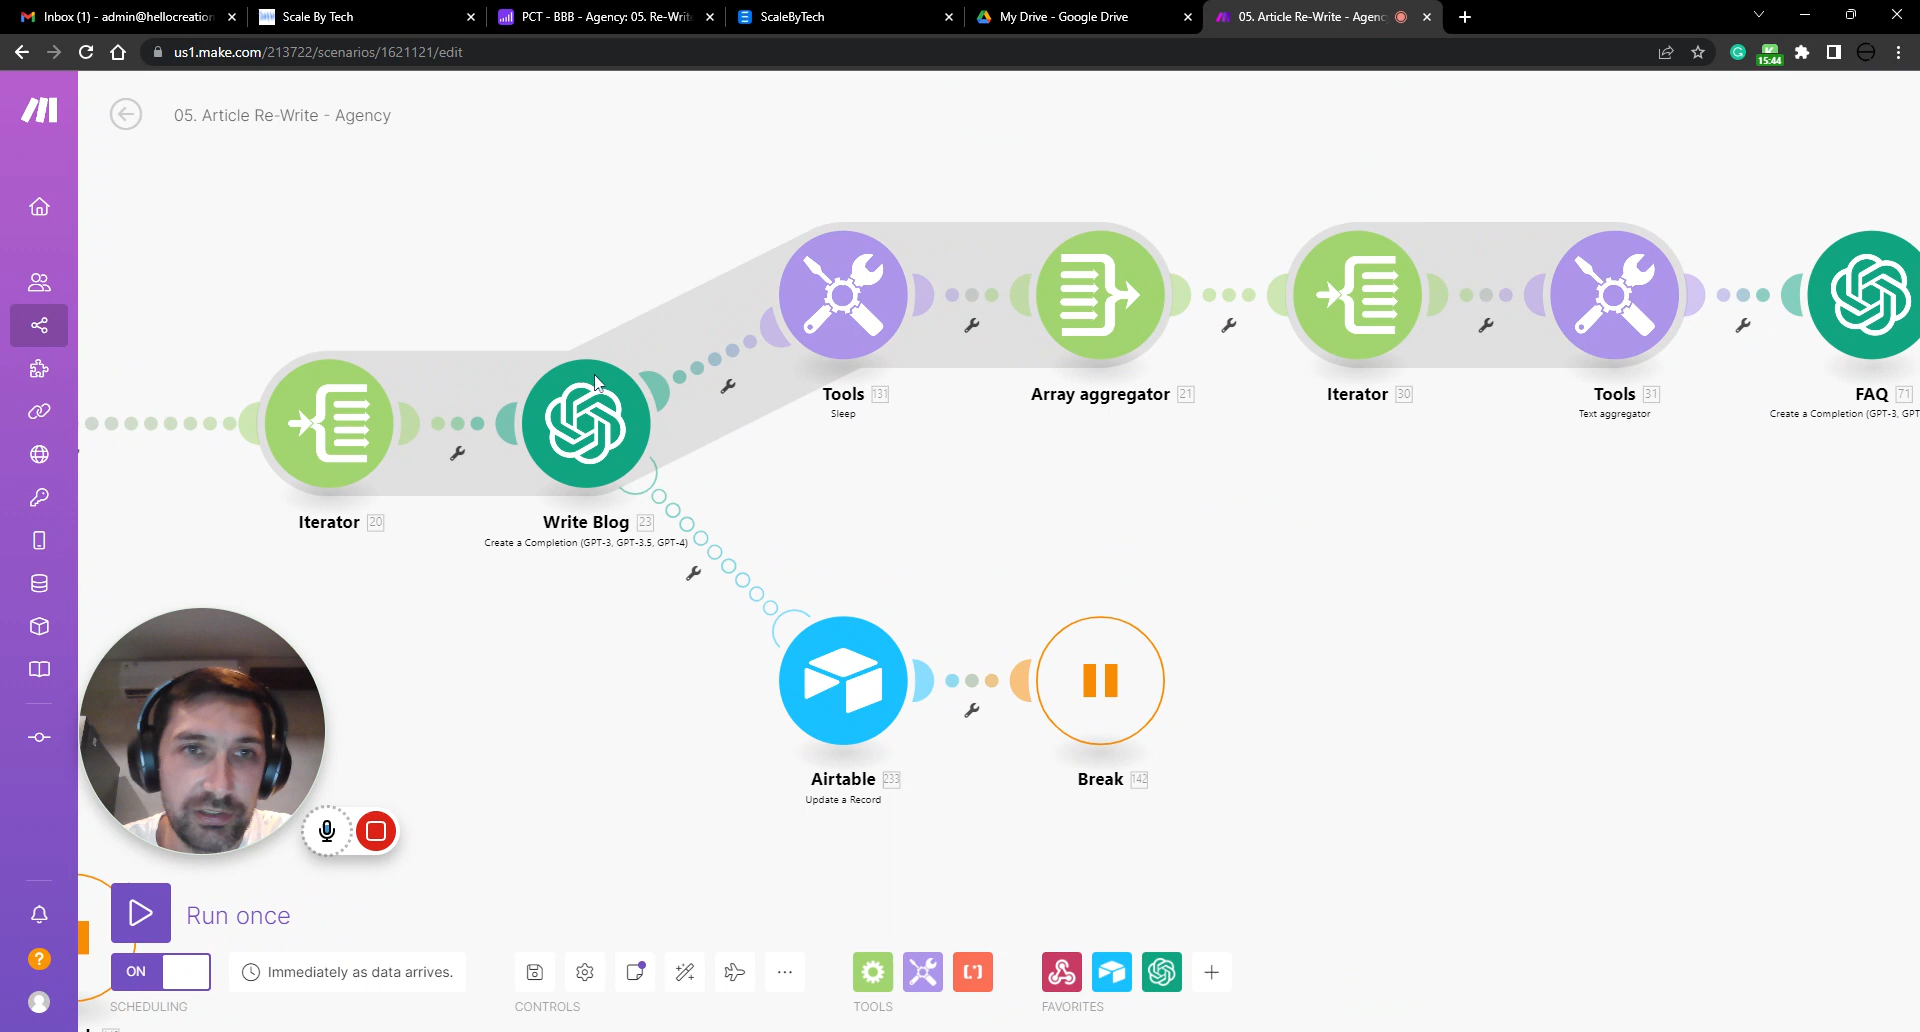 Inbox (1) - admin@hellocreation
Scale By Tech
PCT - BBB - Agency: 05. Re-Write
ScaleByTech
My Drive - Google Drive
05. Article Re-Write - Agenc
us1.make.com/213722/scenarios/1621121/edit
15:44
05. Article Re-Write - Agency
Tools 131
Sleep
Array aggregator 21
Iterator 30
Tools 31
Text aggregator
FAQ 71
Create a Completion (GPT-3, GPT
Iterator 20
Write Blog 23
Create a Completion (GPT-3, GPT-3.5, GPT-4)
Airtable 233
Update a Record
Break 142
Run once
ON
Immediately as data arrives.
SCHEDULING
CONTROLS
TOOLS
FAVORITES